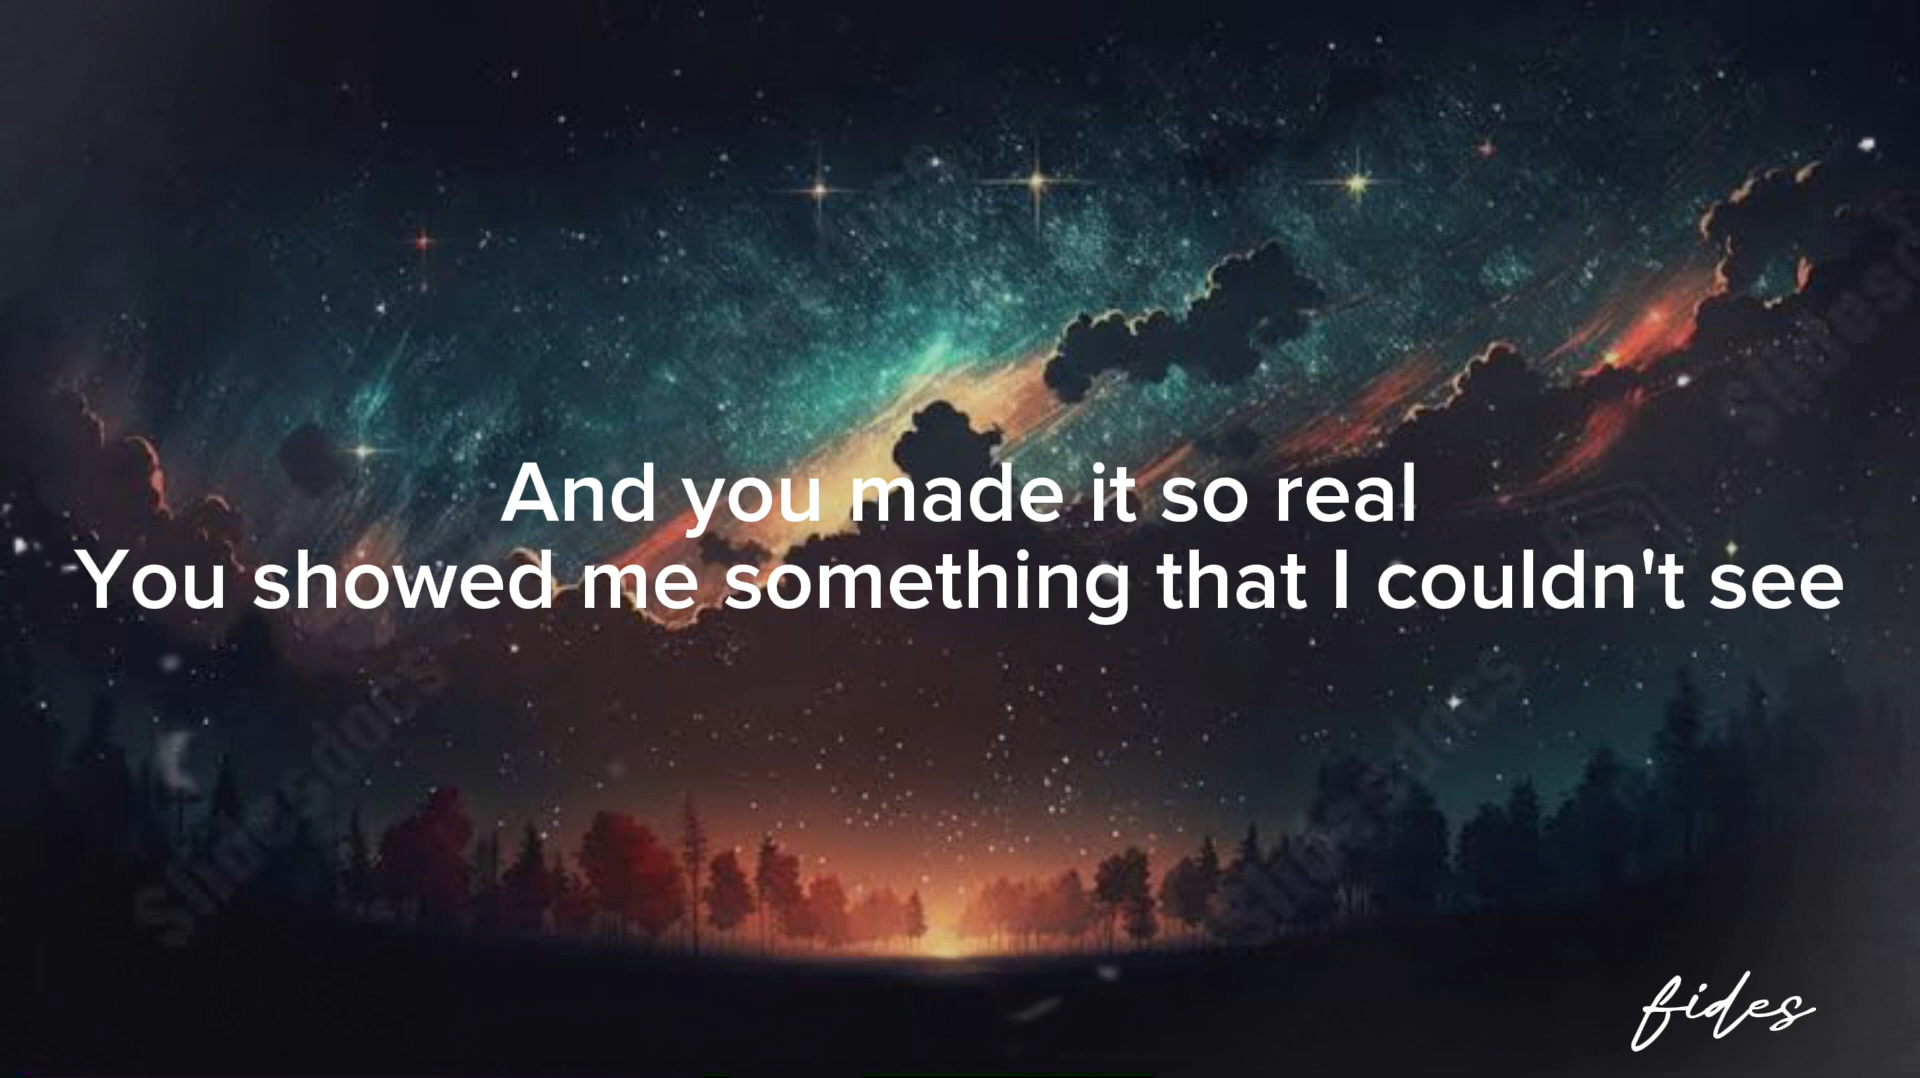 And you made it so real
You showed me something that I couldn't see
fides